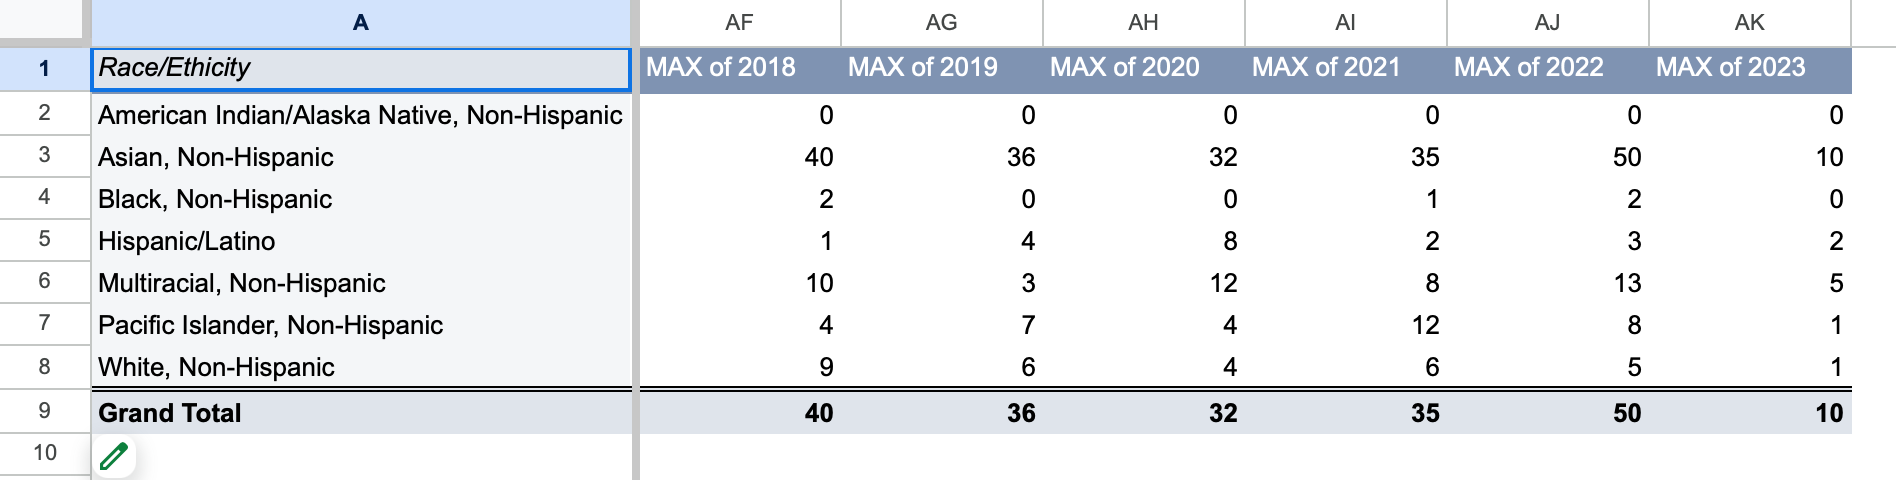 A AF AG AH AI AJ AK
1 Race/Ethicity MAX of 2018 MAX of 2019 MAX of 2020 MAX of 2021 MAX of 2022 MAX of 2023
2 American Indian/Alaska Native, Non-Hispanic 0 0 0 0 0 0
3 Asian, Non-Hispanic 40 36 32 35 50 10
4 Black, Non-Hispanic 2 0 0 1 2 0
5 Hispanic/Latino 1 4 8 2 3 2
6 Multiracial, Non-Hispanic 10 3 12 8 13 5
7 Pacific Islander, Non-Hispanic 4 7 4 12 8 1
8 White, Non-Hispanic 9 6 4 6 5 1
9 Grand Total 40 36 32 35 50 10
10